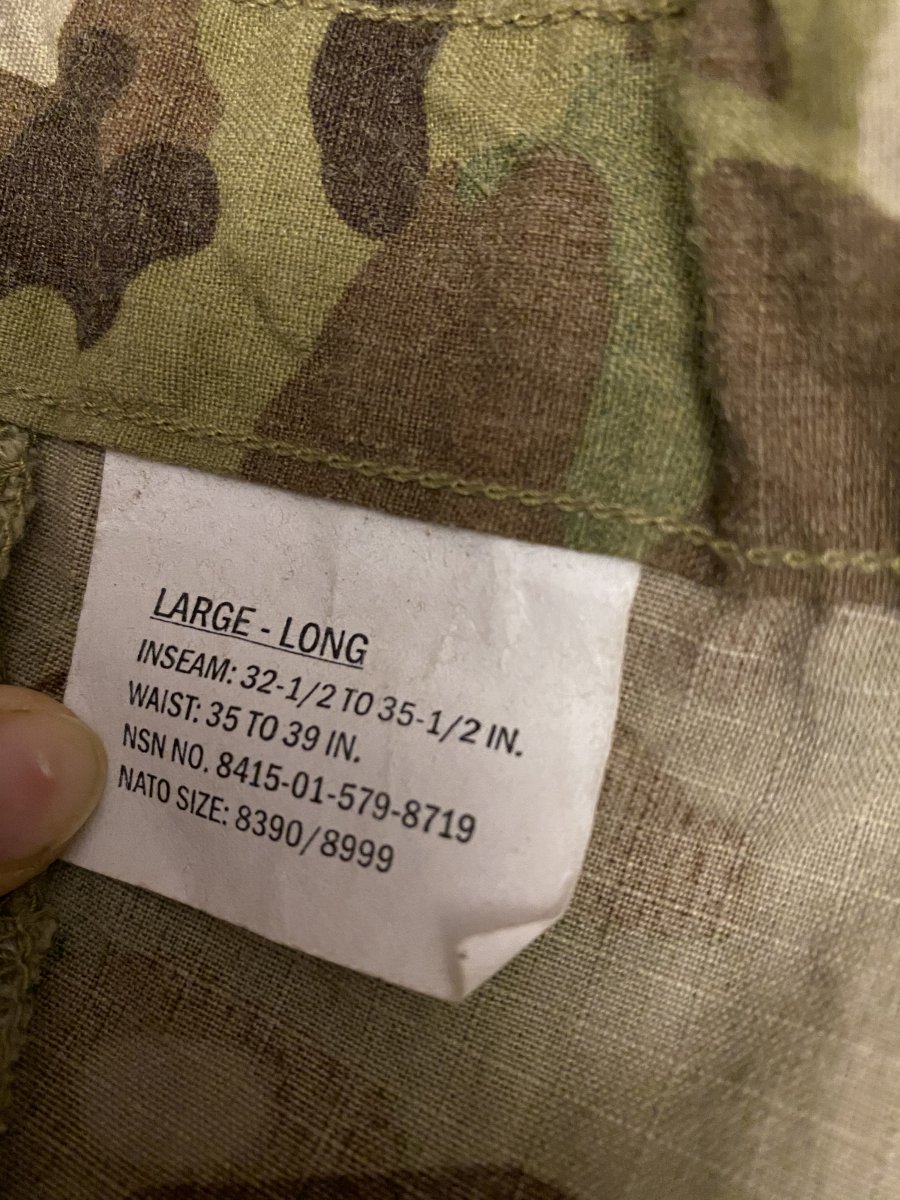 LARGE - LONG
INSEAM: 32-1/2 TO 35-1/2 IN.
WAIST: 35 TO 39 IN.
NSN NO. 8415-01-579-8719
NATO SIZE: 8390/8999